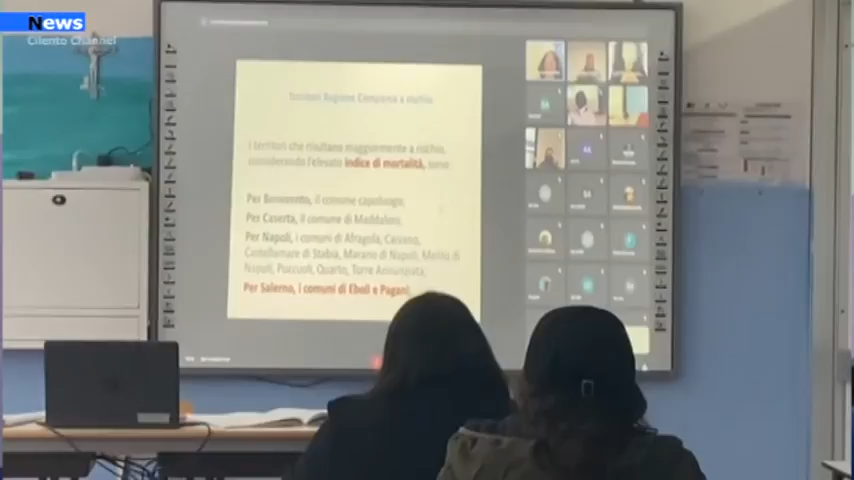 News
Cilento Channel
Territori Regione Campania a rischio
I territori che risultano maggiormente a rischio,
considerando l'elevato indice di mortalità, sono:
Per Benevento, il comune capoluogo;
Per Caserta, il comune di Maddaloni;
Per Napoli, i comuni di Afragola, Caivano,
Castellamare di Stabia, Marano di Napoli, Melito di
Napoli, Pozzuoli, Quarto, Torre Annunziata;
Per Salerno, i comuni di Eboli e Pagani.